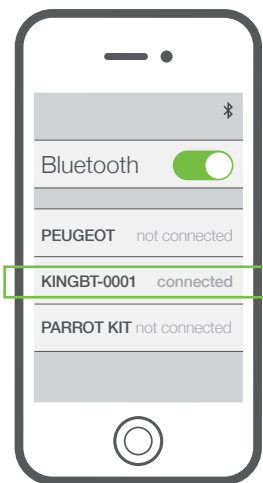 Bluetooth
PEUGEOT not connected
KINGBT-0001 connected
PARROT KIT not connected